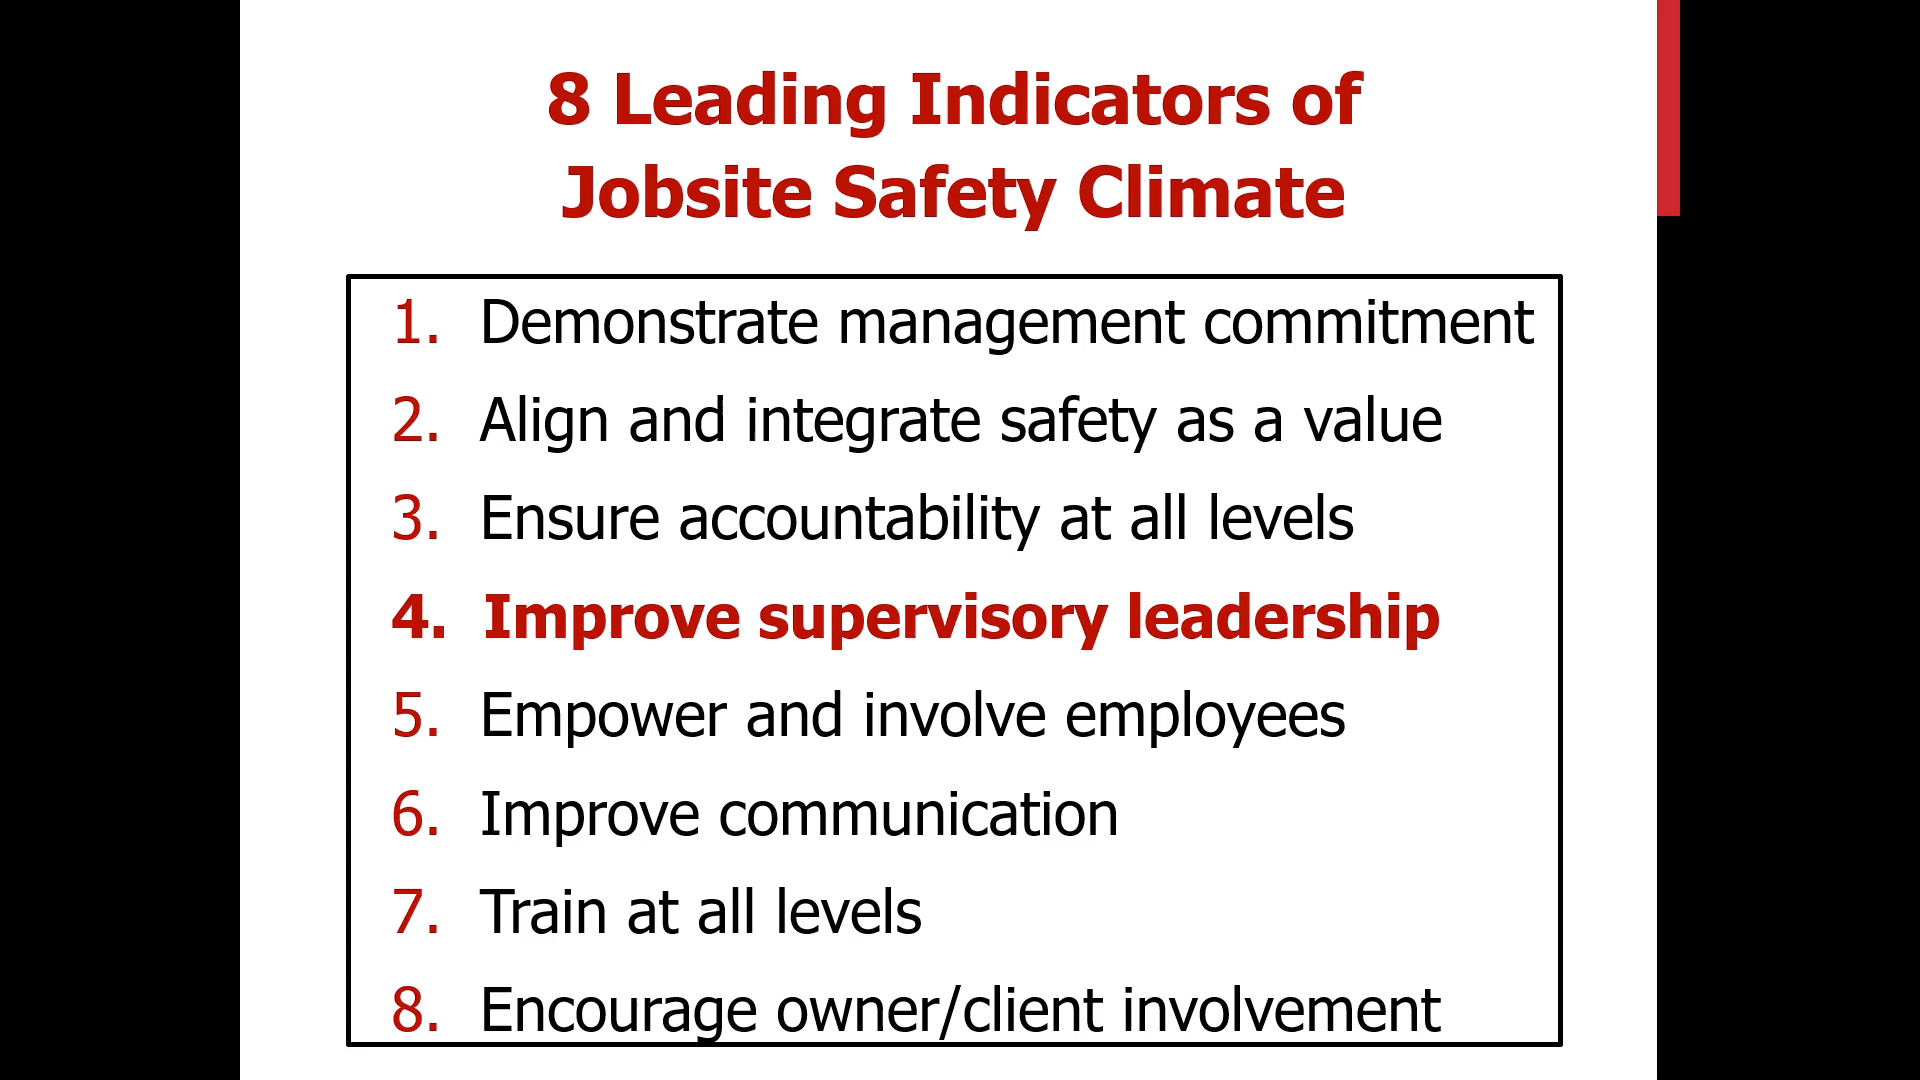 8 Leading Indicators of
Jobsite Safety Climate
1. Demonstrate management commitment
2. Align and integrate safety as a value
3. Ensure accountability at all levels
4. Improve supervisory leadership
5. Empower and involve employees
6. Improve communication
7. Train at all levels
8. Encourage owner/client involvement